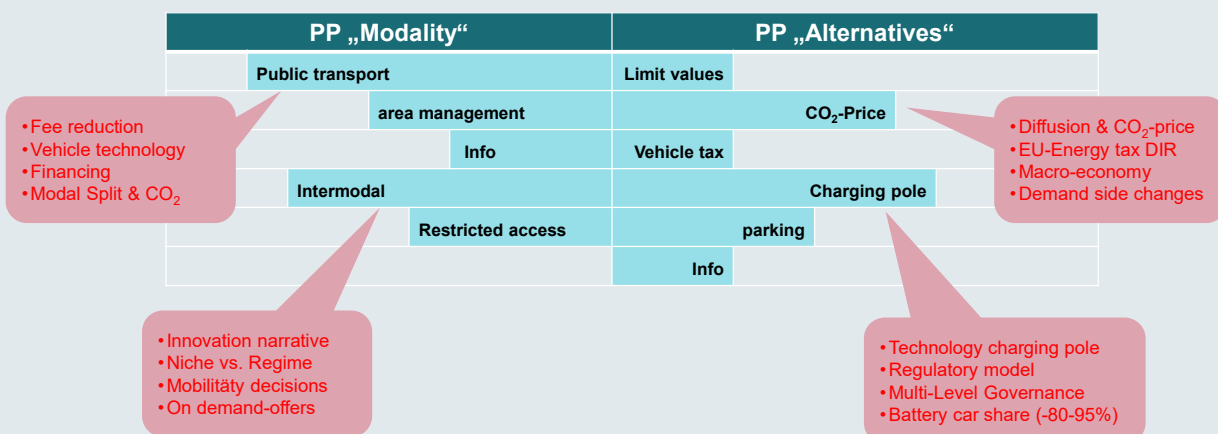 PP „Modality“ PP „Alternatives“
Public transport Limit values
area management CO₂-Price
Info Vehicle tax
Intermodal Charging pole
Restricted access parking
Info
• Fee reduction
• Vehicle technology
• Financing
• Modal Split & CO₂
• Diffusion & CO₂-price
• EU-Energy tax DIR
• Macro-economy
• Demand side changes
• Innovation narrative
• Niche vs. Regime
• Mobilitäty decisions
• On demand-offers
• Technology charging pole
• Regulatory model
• Multi-Level Governance
• Battery car share (-80-95%)